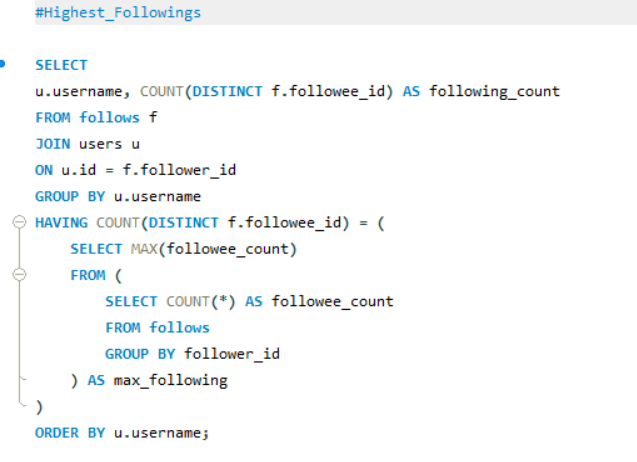 #Highest_Followings
SELECT
u.username, COUNT(DISTINCT f.followee_id) AS following_count
FROM follows f
JOIN users u
ON u.id = f.follower_id
GROUP BY u.username
HAVING COUNT(DISTINCT f.followee_id) = (
SELECT MAX(followee_count)
FROM (
SELECT COUNT(*) AS followee_count
FROM follows
GROUP BY follower_id
) AS max_following
)
ORDER BY u.username;